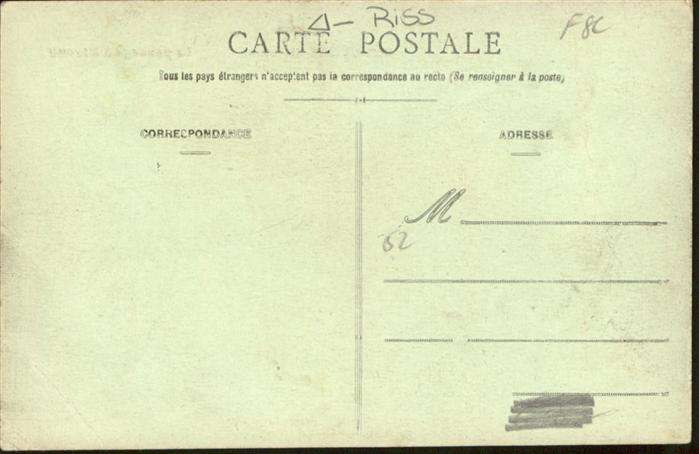 △ - RISS
F8C
CARTE POSTALE
Tous les pays étrangers n'acceptent pas la correspondance au recto (Se renseigner à la poste)
CORRESPONDANCE
ADRESSE
M
52